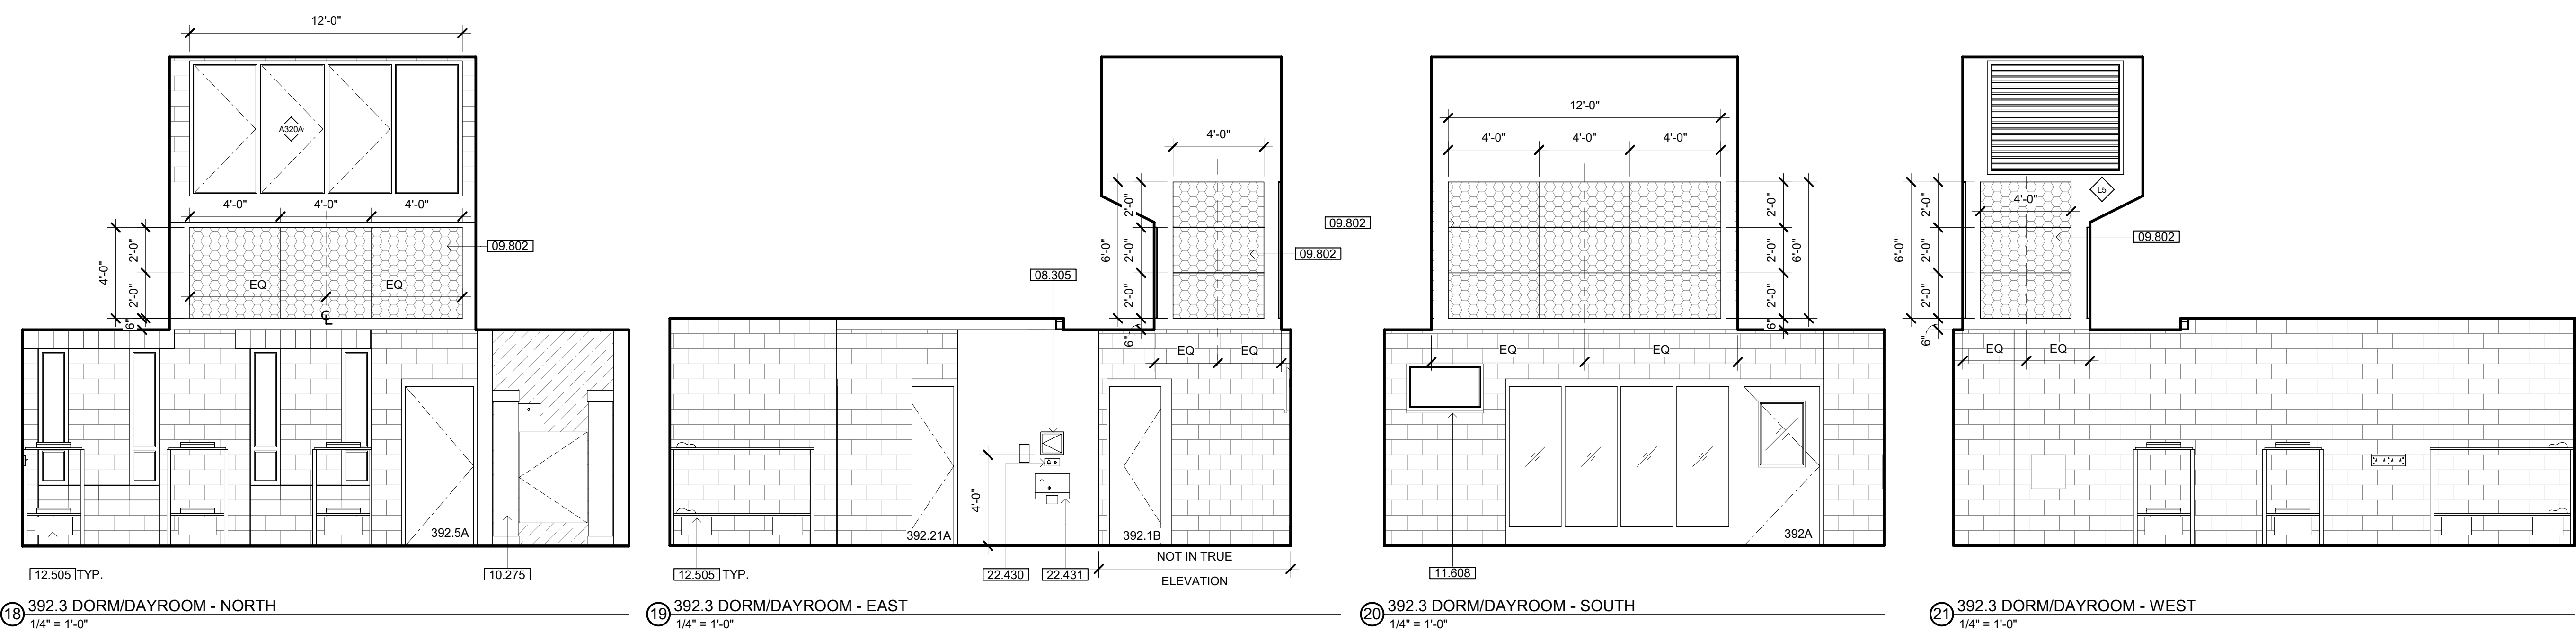 12'-0"
A320A
4'-0" 4'-0" 4'-0"
09.802
4'-0"
2'-0"
2'-0"
6"
EQ EQ
CL
392.5A
12.505 TYP.
10.275
18 392.3 DORM/DAYROOM - NORTH
1/4" = 1'-0"
4'-0"
6'-0"
2'-0"
2'-0"
2'-0"
6"
09.802
08.305
EQ EQ
4'-0"
392.21A
392.1B
NOT IN TRUE
ELEVATION
12.505 TYP.
22.430
22.431
19 392.3 DORM/DAYROOM - EAST
1/4" = 1'-0"
12'-0"
4'-0" 4'-0" 4'-0"
09.802
2'-0"
2'-0"
2'-0"
6'-0"
6"
EQ EQ
392A
11.608
20 392.3 DORM/DAYROOM - SOUTH
1/4" = 1'-0"
L5
4'-0"
6'-0"
2'-0"
2'-0"
2'-0"
6"
09.802
EQ EQ
21 392.3 DORM/DAYROOM - WEST
1/4" = 1'-0"